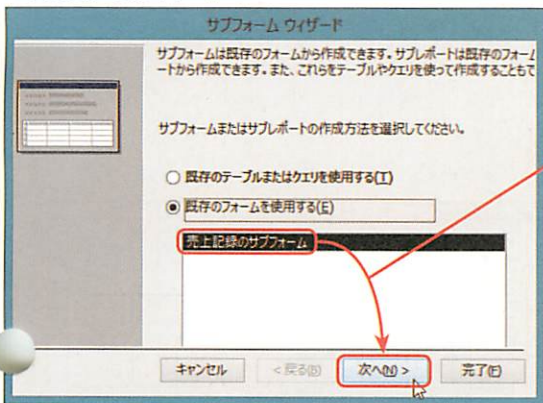 サブフォーム ウィザード
サブフォームは既存のフォームから作成できます。サブレポートは既存のフォーム
ートから作成できます。また、これらをテーブルやクエリを使って作成することもで
サブフォームまたはサブレポートの作成方法を選択してください。
既存のテーブルまたはクエリを使用する(T)
既存のフォームを使用する(E)
売上記録のサブフォーム
キャンセル <戻る(B) 次へ(N) > 完了(F)